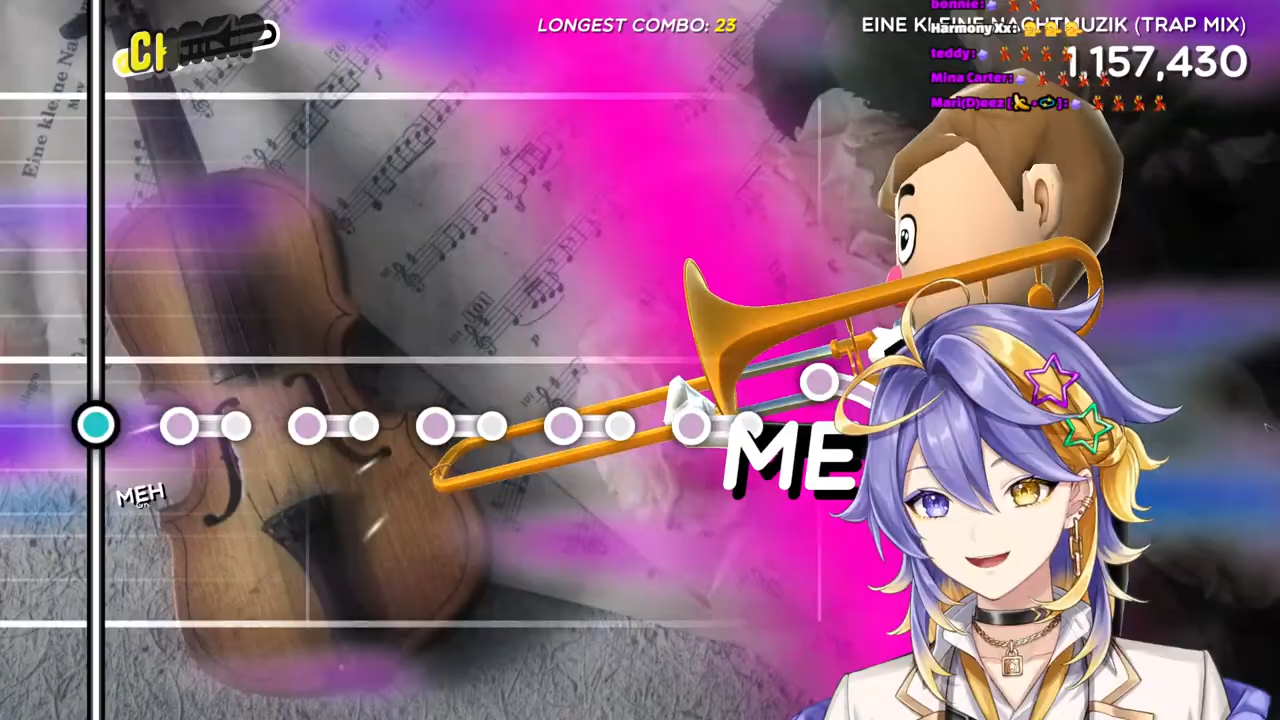 LONGEST COMBO: 23
EINE KLEINE NACHTMUZIK (TRAP MIX)
1,157,430
bonnie:
Harmony Xx:
teddy:
Mina Carter:
Mari(D)eez [ - ]:
Eine kleine Na
ME
MEH